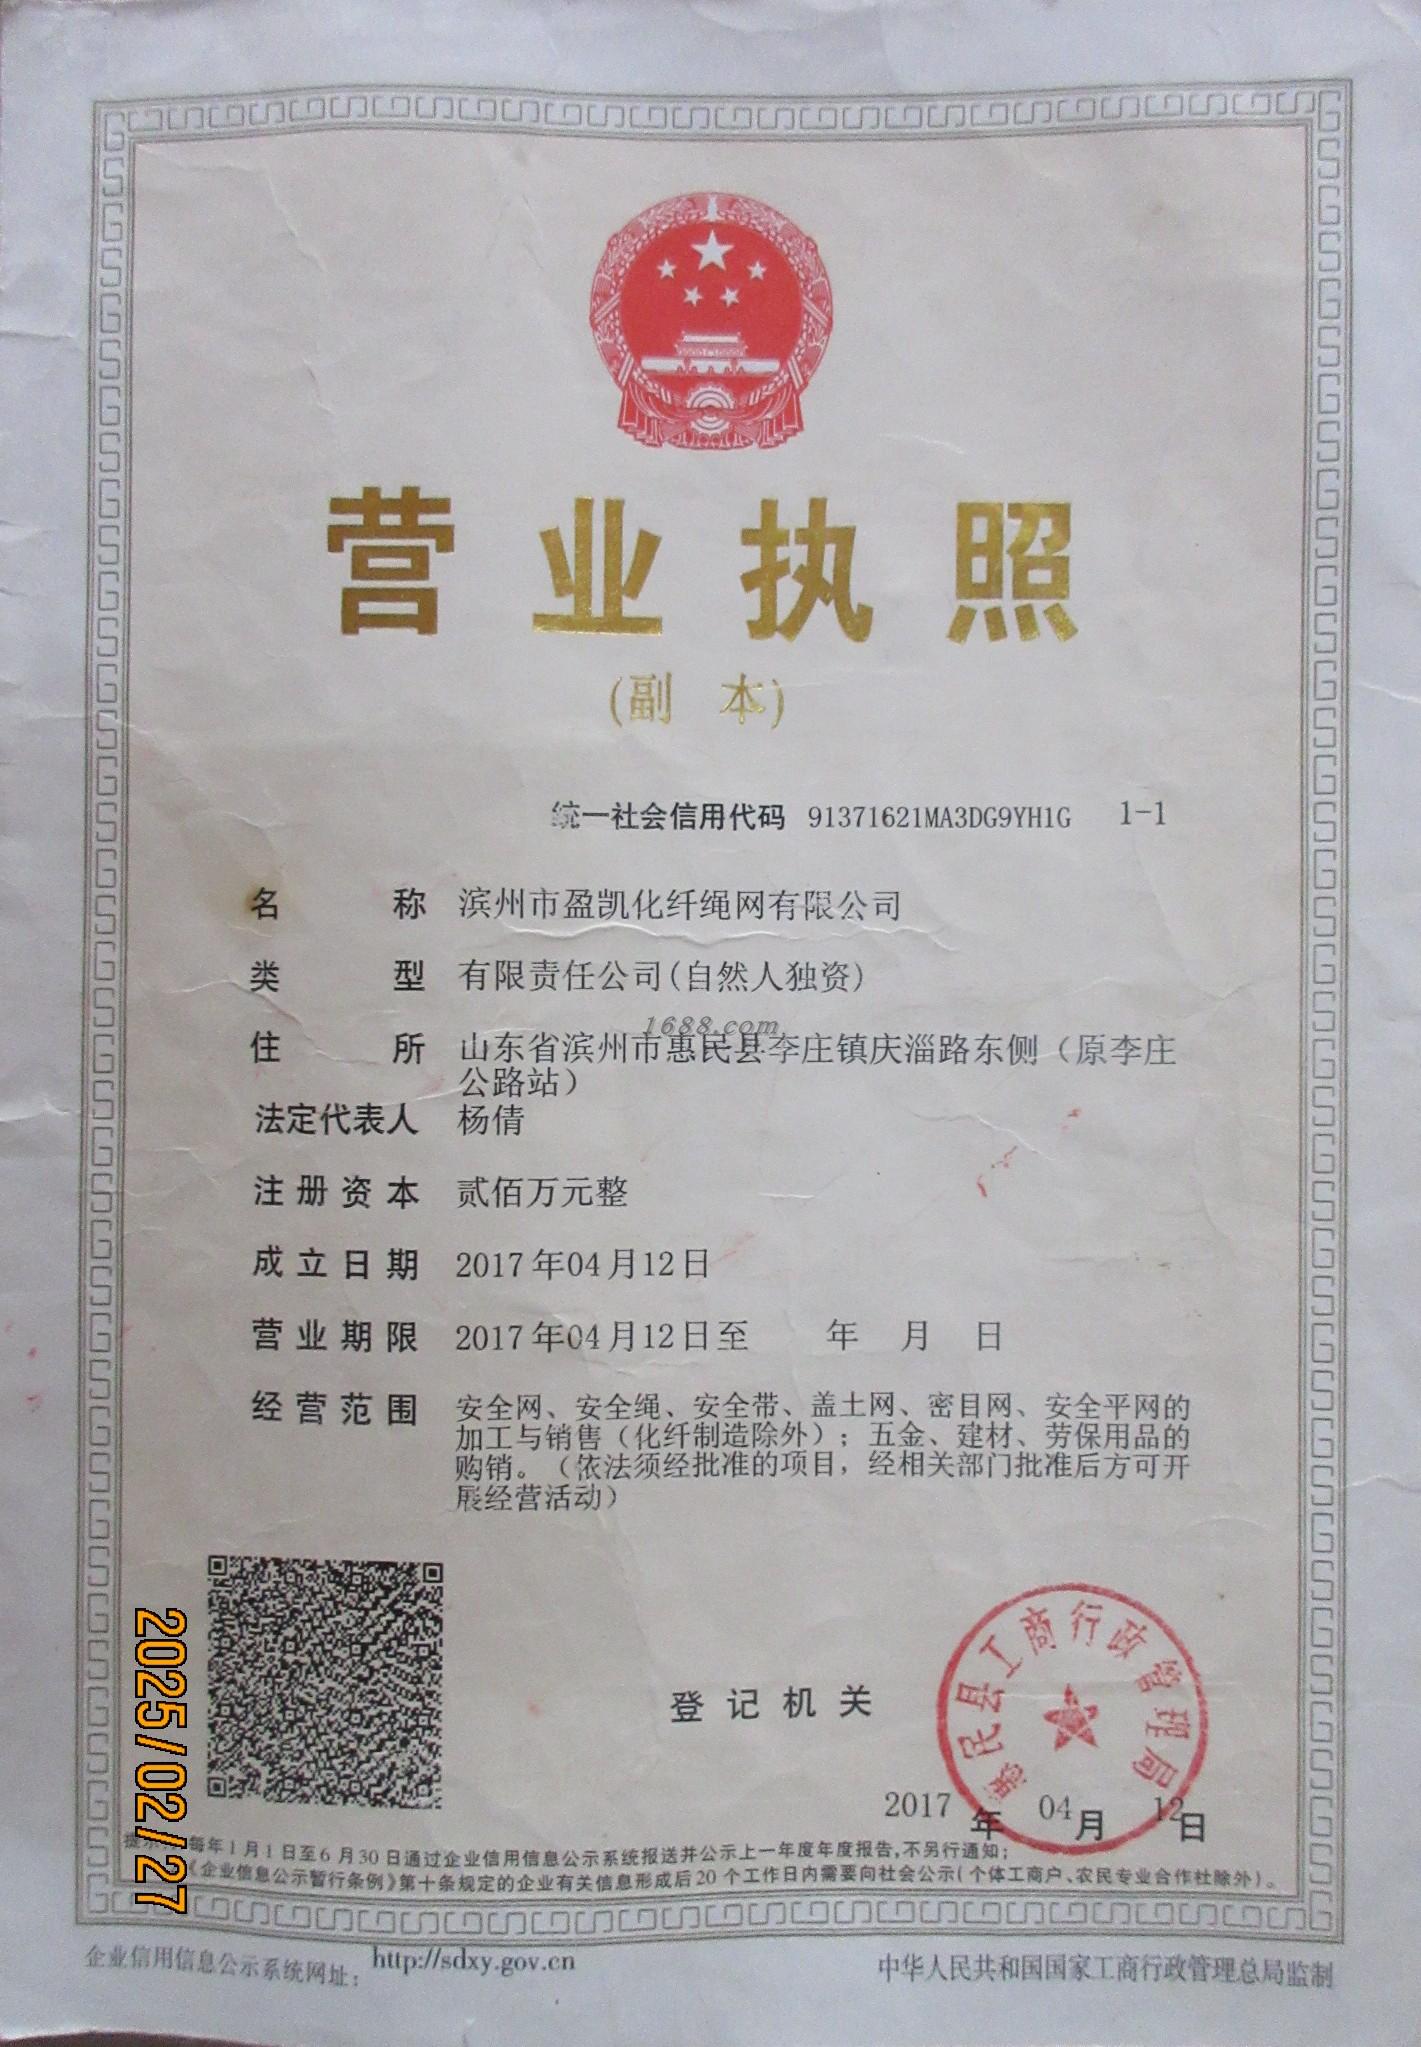 营业执照
(副 本)
统一社会信用代码 91371621MA3DG9YH1G 1-1
名 称 滨州市盈凯化纤绳网有限公司
类 型 有限责任公司(自然人独资)
1688.com
住 所 山东省滨州市惠民县李庄镇庆淄路东侧（原李庄
公路站）
法定代表人 杨倩
注册资本 贰佰万元整
成立日期 2017年04月12日
营业期限 2017年04月12日至 年 月 日
经营范围 安全网、安全绳、安全带、盖土网、密目网、安全平网的
加工与销售（化纤制造除外）；五金、建材、劳保用品的
购销。（依法须经批准的项目，经相关部门批准后方可开
展经营活动）
登记机关
惠民县工商行政管理局
2017 年 04 月 12 日
2025/02/27
每年1月1日至6月30日通过企业信用信息公示系统报送并公示上一年度年度报告，不另行通知；
《企业信息公示暂行条例》第十条规定的企业有关信息形成后20个工作日内需要向社会公示（个体工商户、农民专业合作社除外）。
企业信用信息公示系统网址： http://sdxy.gov.cn
中华人民共和国国家工商行政管理总局监制